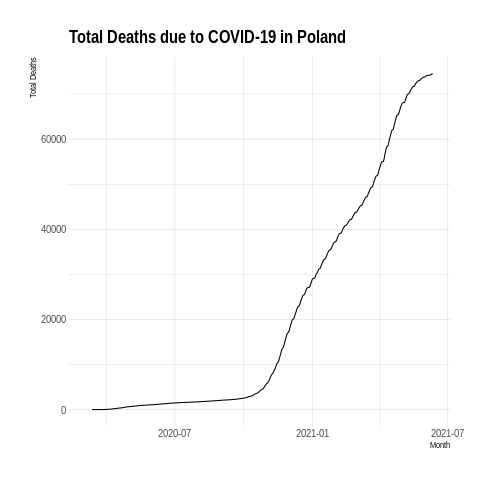 Total Deaths due to COVID-19 in Poland
Total Deaths
60000
40000
20000
0
2020-07
2021-01
2021-07
Month